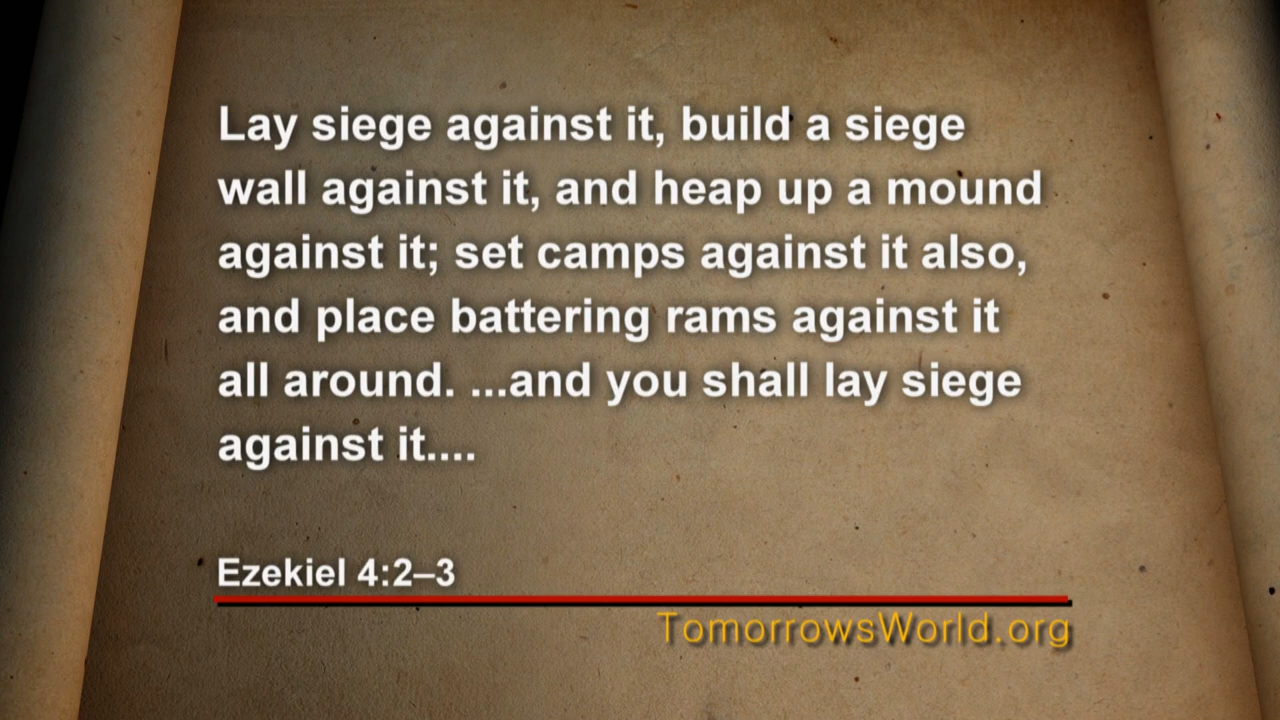 Lay siege against it, build a siege
wall against it, and heap up a mound
against it; set camps against it also,
and place battering rams against it
all around. ...and you shall lay siege
against it....
Ezekiel 4:2–3
TomorrowsWorld.org